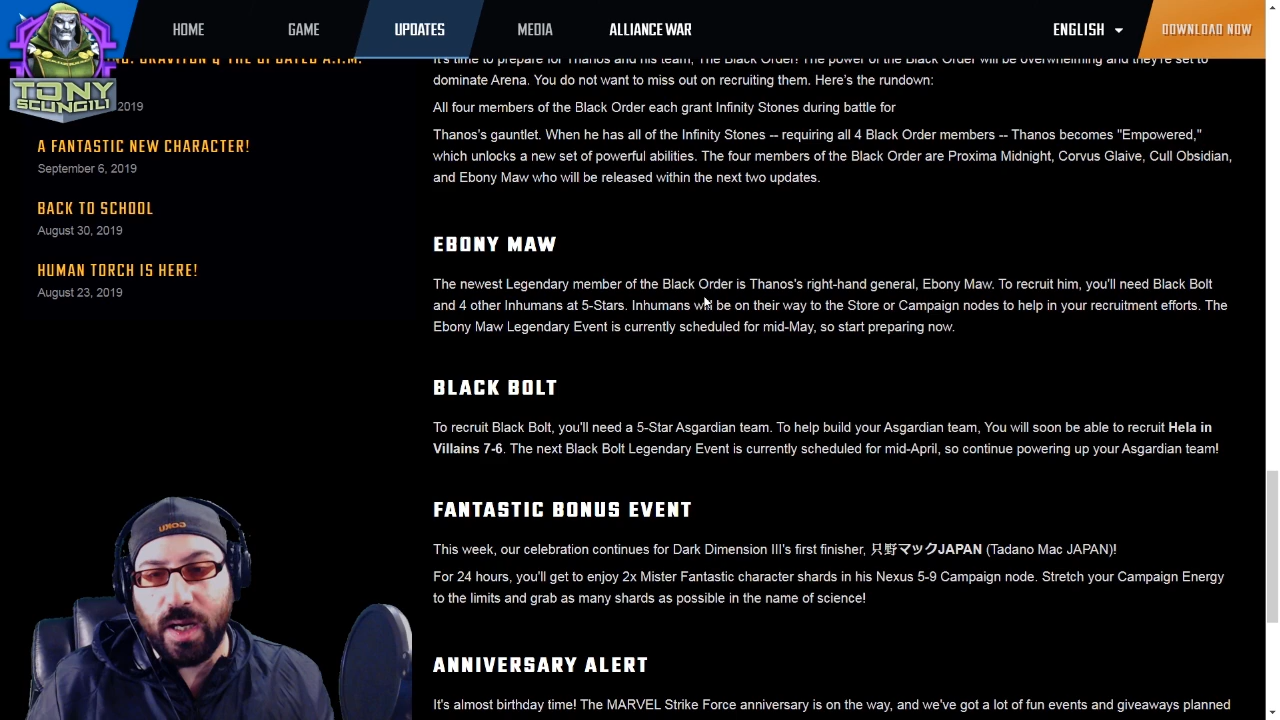 HOME
GAME
UPDATES
MEDIA
ALLIANCE WAR
ENGLISH
DOWNLOAD NOW
TONY
SCUNGILI
GRAVITON & THE UPDATED A.I.M.
2019
A FANTASTIC NEW CHARACTER!
September 6, 2019
BACK TO SCHOOL
August 30, 2019
HUMAN TORCH IS HERE!
August 23, 2019
It's time to prepare for Thanos and his team, The Black Order! The power of the Black Order will be overwhelming and they're set to
dominate Arena. You do not want to miss out on recruiting them. Here's the rundown:
All four members of the Black Order each grant Infinity Stones during battle for
Thanos's gauntlet. When he has all of the Infinity Stones -- requiring all 4 Black Order members -- Thanos becomes "Empowered,"
which unlocks a new set of powerful abilities. The four members of the Black Order are Proxima Midnight, Corvus Glaive, Cull Obsidian,
and Ebony Maw who will be released within the next two updates.
EBONY MAW
The newest Legendary member of the Black Order is Thanos's right-hand general, Ebony Maw. To recruit him, you'll need Black Bolt
and 4 other Inhumans at 5-Stars. Inhumans will be on their way to the Store or Campaign nodes to help in your recruitment efforts. The
Ebony Maw Legendary Event is currently scheduled for mid-May, so start preparing now.
BLACK BOLT
To recruit Black Bolt, you'll need a 5-Star Asgardian team. To help build your Asgardian team, You will soon be able to recruit Hela in
Villains 7-6. The next Black Bolt Legendary Event is currently scheduled for mid-April, so continue powering up your Asgardian team!
FANTASTIC BONUS EVENT
This week, our celebration continues for Dark Dimension III's first finisher, 只野マックJAPAN (Tadano Mac JAPAN)!
For 24 hours, you'll get to enjoy 2x Mister Fantastic character shards in his Nexus 5-9 Campaign node. Stretch your Campaign Energy
to the limits and grab as many shards as possible in the name of science!
ANNIVERSARY ALERT
It's almost birthday time! The MARVEL Strike Force anniversary is on the way, and we've got a lot of fun events and giveaways planned